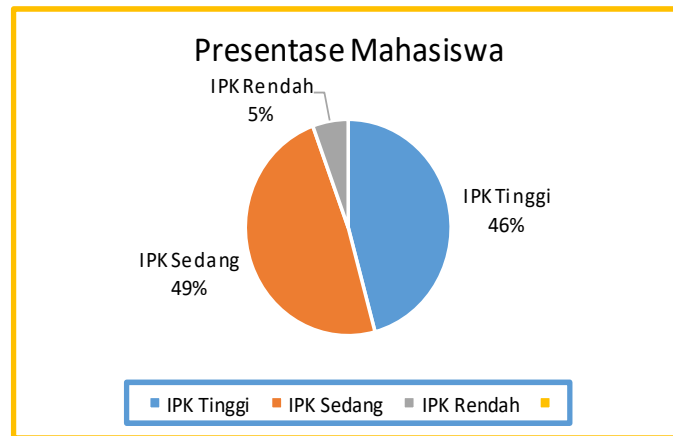 Presentase Mahasiswa
IPK Rendah
5%
IPK Tinggi
46%
IPK Sedang
49%
IPK Tinggi IPK Sedang IPK Rendah